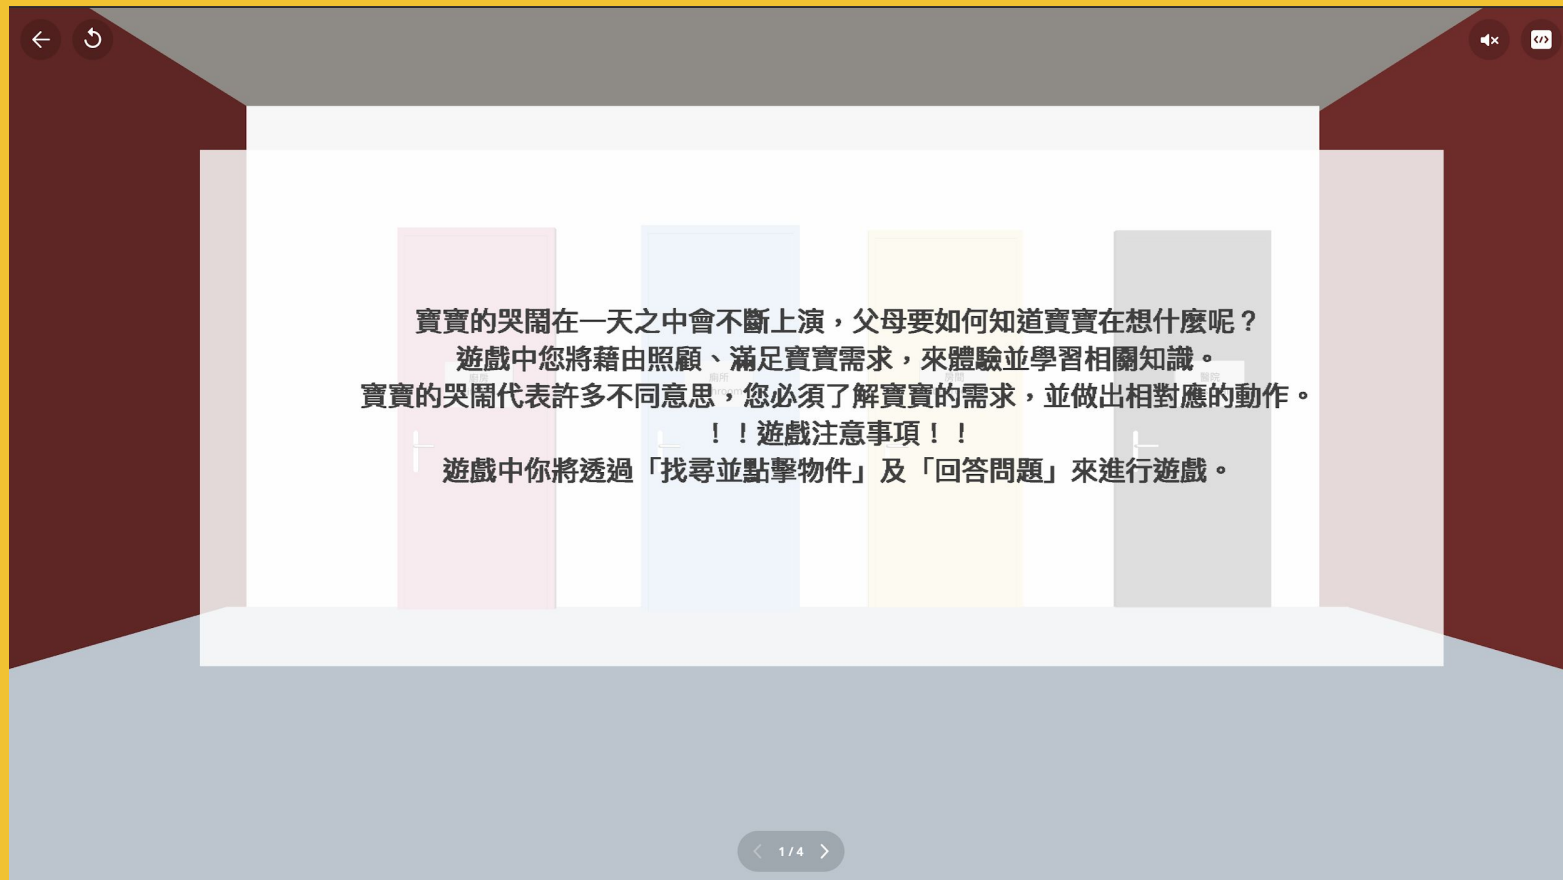 寶寶的哭鬧在一天之中會不斷上演，父母要如何知道寶寶在想什麼呢？
遊戲中您將藉由照顧、滿足寶寶需求，來體驗並學習相關知識。
寶寶的哭鬧代表許多不同意思，您必須了解寶寶的需求，並做出相對應的動作。
！！遊戲注意事項！！
遊戲中你將透過「找尋並點擊物件」及「回答問題」來進行遊戲。
醫院
1 / 4